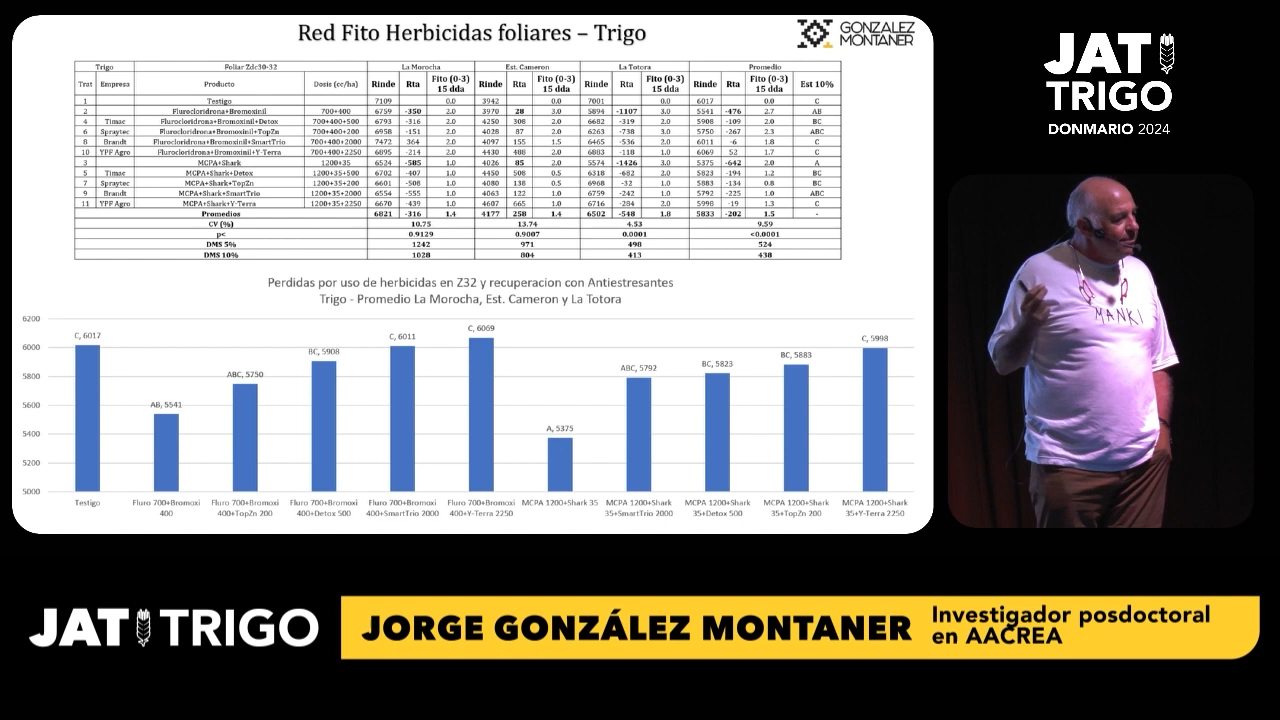 Red Fito Herbicidas foliares – Trigo
GONZALEZ
MONTANER
Trigo Foliar Zdc30-32 La Morocha Est. Cameron La Totora Promedio
Trat Empresa Producto Dosis (cc/ha) Rinde Rta Fito (0-3) 15 dda Rinde Rta Fito (0-3) 15 dda Rinde Rta Fito (0-3) 15 dda Rinde Rta Fito (0-3) 15 dda Est 10%
1 Testigo 7109 0.0 3942 0.0 7001 0.0 6017 0.0 C
2 Flurocloridrona+Bromoxinil 700+400 6759 -350 2.0 3970 28 3.0 5894 -1107 3.0 5541 -476 2.7 AB
4 Timac Flurocloridrona+Bromoxinil+Detox 700+400+500 6793 -316 2.0 4250 308 2.0 6682 -319 2.0 5908 -109 2.0 BC
6 Spraytec Flurocloridrona+Bromoxinil+TopZn 700+400+200 6958 -151 2.0 4028 87 2.0 6263 -738 3.0 5750 -267 2.3 ABC
8 Brandt Flurocloridrona+Bromoxinil+SmartTrio 700+400+2000 7472 364 2.0 4097 155 1.5 6465 -536 2.0 6011 -6 1.8 C
10 YPF Agro Flurocloridrona+Bromoxinil+Y-Terra 700+400+2250 6895 -214 2.0 4430 488 2.0 6883 -118 1.0 6069 52 1.7 C
3 MCPA+Shark 1200+35 6524 -585 1.0 4026 85 2.0 5574 -1426 3.0 5375 -642 2.0 A
5 Timac MCPA+Shark+Detox 1200+35+500 6702 -407 1.0 4450 508 0.5 6318 -682 2.0 5823 -194 1.2 BC
7 Spraytec MCPA+Shark+TopZn 1200+35+200 6601 -508 1.0 4080 138 0.5 6968 -32 1.0 5883 -134 0.8 BC
9 Brandt MCPA+Shark+SmartTrio 1200+35+2000 6554 -555 1.0 4063 122 1.0 6759 -242 1.0 5792 -225 1.0 ABC
11 YPF Agro MCPA+Shark+Y-Terra 1200+35+2250 6670 -439 1.0 4607 665 1.0 6716 -284 2.0 5998 -19 1.3 C
Promedios 6821 -316 1.4 4177 258 1.4 6502 -548 1.8 5833 -202 1.5 -
CV (%) 10.75 13.74 4.53 9.59
p< 0.9129 0.9007 0.0001 <0.0001
DMS 5% 1242 971 498 524
DMS 10% 1028 804 413 438
Perdidas por uso de herbicidas en Z32 y recuperacion con Antiestresantes
Trigo - Promedio La Morocha, Est. Cameron y La Totora
6200
6000
5800
5600
5400
5200
5000
C, 6017
AB, 5541
ABC, 5750
BC, 5908
C, 6011
C, 6069
A, 5375
ABC, 5792
BC, 5823
BC, 5883
C, 5998
Testigo
Fluro 700+Bromoxi
400
Fluro 700+Bromoxi
400+TopZn 200
Fluro 700+Bromoxi
400+Detox 500
Fluro 700+Bromoxi
400+SmartTrio 2000
Fluro 700+Bromoxi
400+Y-Terra 2250
MCPA 1200+Shark 35
MCPA 1200+Shark
35+SmartTrio 2000
MCPA 1200+Shark
35+Detox 500
MCPA 1200+Shark
35+TopZn 200
MCPA 1200+Shark
35+Y-Terra 2250
JAT
TRIGO
DONMARIO 2024
MANKI
JAT TRIGO
JORGE GONZÁLEZ MONTANER
Investigador posdoctoral
en AACREA